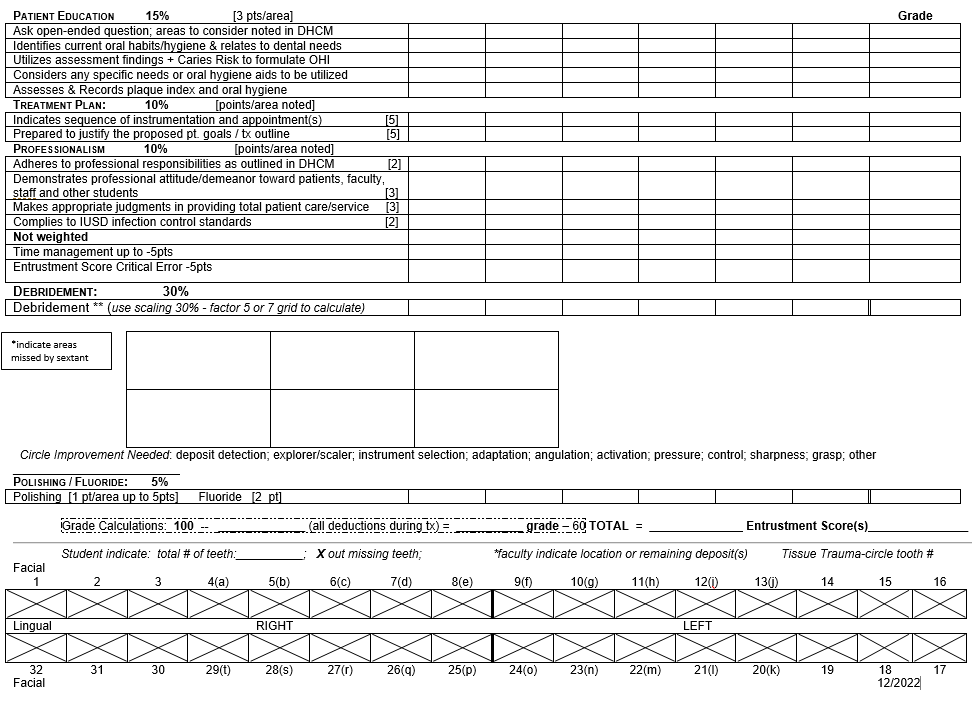 PATIENT EDUCATION 15% [3 pts/area] Grade
Ask open-ended question; areas to consider noted in DHCM
Identifies current oral habits/hygiene & relates to dental needs
Utilizes assessment findings + Caries Risk to formulate OHI
Considers any specific needs or oral hygiene aids to be utilized
Assesses & Records plaque index and oral hygiene
TREATMENT PLAN: 10% [points/area noted]
Indicates sequence of instrumentation and appointment(s) [5]
Prepared to justify the proposed pt. goals / tx outline [5]
PROFESSIONALISM 10% [points/area noted]
Adheres to professional responsibilities as outlined in DHCM [2]
Demonstrates professional attitude/demeanor toward patients, faculty,
staff and other students [3]
Makes appropriate judgments in providing total patient care/service [3]
Complies to IUSD infection control standards [2]
Not weighted
Time management up to -5pts
Entrustment Score Critical Error -5pts
DEBRIDEMENT: 30%
Debridement ** (use scaling 30% - factor 5 or 7 grid to calculate)
*indicate areas
missed by sextant
Circle Improvement Needed: deposit detection; explorer/scaler; instrument selection; adaptation; angulation; activation; pressure; control; sharpness; grasp; other
POLISHING / FLUORIDE: 5%
Polishing [1 pt/area up to 5pts] Fluoride [2 pt]
Grade Calculations: 100 -- ____________ (all deductions during tx) = __________ grade – 60 TOTAL = ______________ Entrustment Score(s)_______________
Student indicate: total # of teeth:__________; X out missing teeth; *faculty indicate location or remaining deposit(s) Tissue Trauma-circle tooth #
Facial
1 2 3 4(a) 5(b) 6(c) 7(d) 8(e) 9(f) 10(g) 11(h) 12(i) 13(j) 14 15 16
Lingual RIGHT LEFT
32 31 30 29(t) 28(s) 27(r) 26(q) 25(p) 24(o) 23(n) 22(m) 21(l) 20(k) 19 18 17
Facial 12/2022